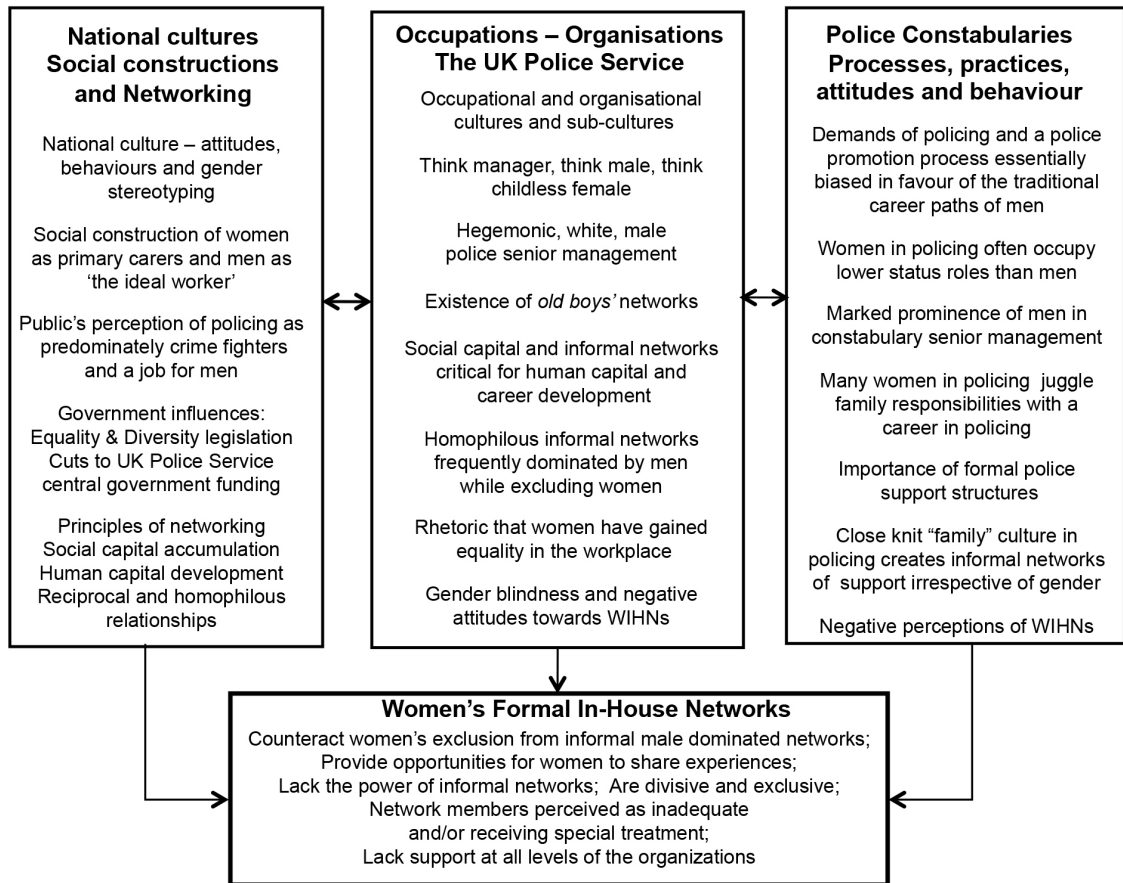 National cultures
Social constructions
and Networking
National culture – attitudes,
behaviours and gender
stereotyping
Social construction of women
as primary carers and men as
‘the ideal worker’
Public’s perception of policing as
predominately crime fighters
and a job for men
Government influences:
Equality & Diversity legislation
Cuts to UK Police Service
central government funding
Principles of networking
Social capital accumulation
Human capital development
Reciprocal and homophilous
relationships
Occupations – Organisations
The UK Police Service
Occupational and organisational
cultures and sub-cultures
Think manager, think male, think
childless female
Hegemonic, white, male
police senior management
Existence of old boys’ networks
Social capital and informal networks
critical for human capital and
career development
Homophilous informal networks
frequently dominated by men
while excluding women
Rhetoric that women have gained
equality in the workplace
Gender blindness and negative
attitudes towards WIHNs
Police Constabularies
Processes, practices,
attitudes and behaviour
Demands of policing and a police
promotion process essentially
biased in favour of the traditional
career paths of men
Women in policing often occupy
lower status roles than men
Marked prominence of men in
constabulary senior management
Many women in policing juggle
family responsibilities with a
career in policing
Importance of formal police
support structures
Close knit “family” culture in
policing creates informal networks
of support irrespective of gender
Negative perceptions of WIHNs
Women’s Formal In-House Networks
Counteract women’s exclusion from informal male dominated networks;
Provide opportunities for women to share experiences;
Lack the power of informal networks; Are divisive and exclusive;
Network members perceived as inadequate
and/or receiving special treatment;
Lack support at all levels of the organizations